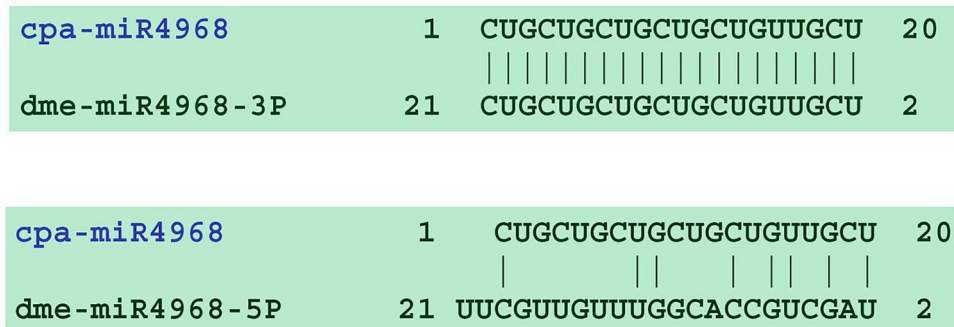 cpa-miR4968 1 CUGCUGCUGCUGCUGUUGCU 20
||||||||||||||||||||
dme-miR4968-3P 21 CUGCUGCUGCUGCUGUUGCU 2
cpa-miR4968 1 CUGCUGCUGCUGCUGUUGCU 20
| || | || | |
dme-miR4968-5P 21 UUCGUUGUUUGGCACCGUCGAU 2